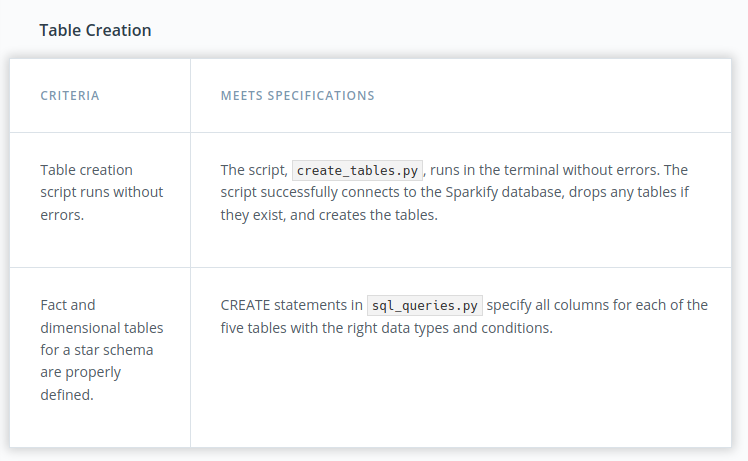 Table Creation
CRITERIA
MEETS SPECIFICATIONS
Table creation
script runs without
errors.
The script, create_tables.py, runs in the terminal without errors. The
script successfully connects to the Sparkify database, drops any tables if
they exist, and creates the tables.
Fact and
dimensional tables
for a star schema
are properly
defined.
CREATE statements in sql_queries.py specify all columns for each of the
five tables with the right data types and conditions.